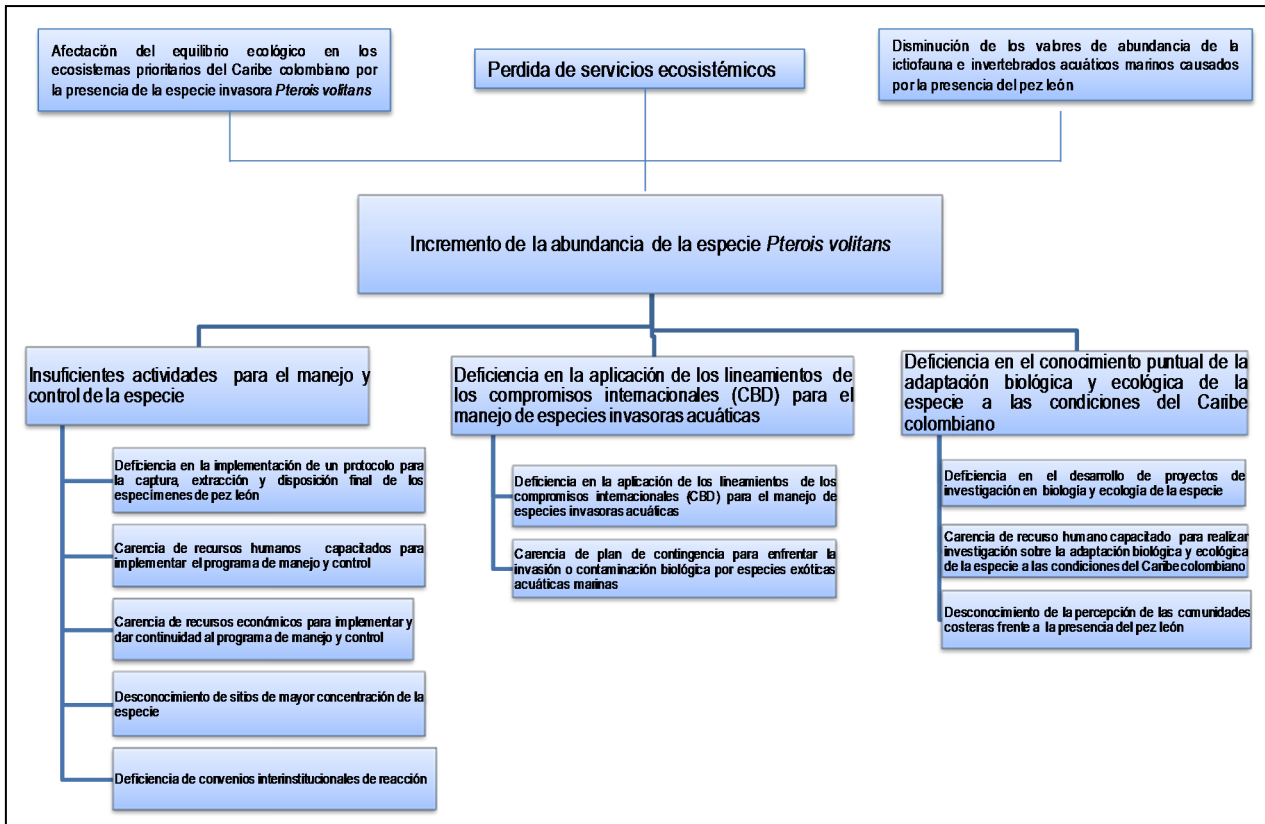 Afectación del equilibrio ecológico en los
ecosistemas prioritarios del Caribe colombiano por
la presencia de la especie invasora Pterois volitans
Perdida de servicios ecosistémicos
Disminución de los valores de abundancia de la
ictiofauna e invertebrados acuáticos marinos causados
por la presencia del pez león
Incremento de la abundancia de la especie Pterois volitans
Insuficientes actividades para el manejo y
control de la especie
Deficiencia en la implementación de un protocolo para
la captura, extracción y disposición final de los
especímenes de pez león
Carencia de recursos humanos capacitados para
implementar el programa de manejo y control
Carencia de recursos económicos para implementar y
dar continuidad al programa de manejo y control
Desconocimiento de sitios de mayor concentración de la
especie
Deficiencia de convenios interinstitucionales de reacción
Deficiencia en la aplicación de los lineamientos de
los compromisos internacionales (CBD) para el
manejo de especies invasoras acuáticas
Deficiencia en la aplicación de los lineamientos de los
compromisos internacionales (CBD) para el manejo de
especies invasoras acuáticas
Carencia de plan de contingencia para enfrentar la
invasión o contaminación biológica por especies exóticas
acuáticas marinas
Deficiencia en el conocimiento puntual de la
adaptación biológica y ecológica de la
especie a las condiciones del Caribe
colombiano
Deficiencia en el desarrollo de proyectos de
investigación en biología y ecología de la especie
Carencia de recurso humano capacitado para realizar
investigación sobre la adaptación biológica y ecológica
de la especie a las condiciones del Caribe colombiano
Desconocimiento de la percepción de las comunidades
costeras frente a la presencia del pez león